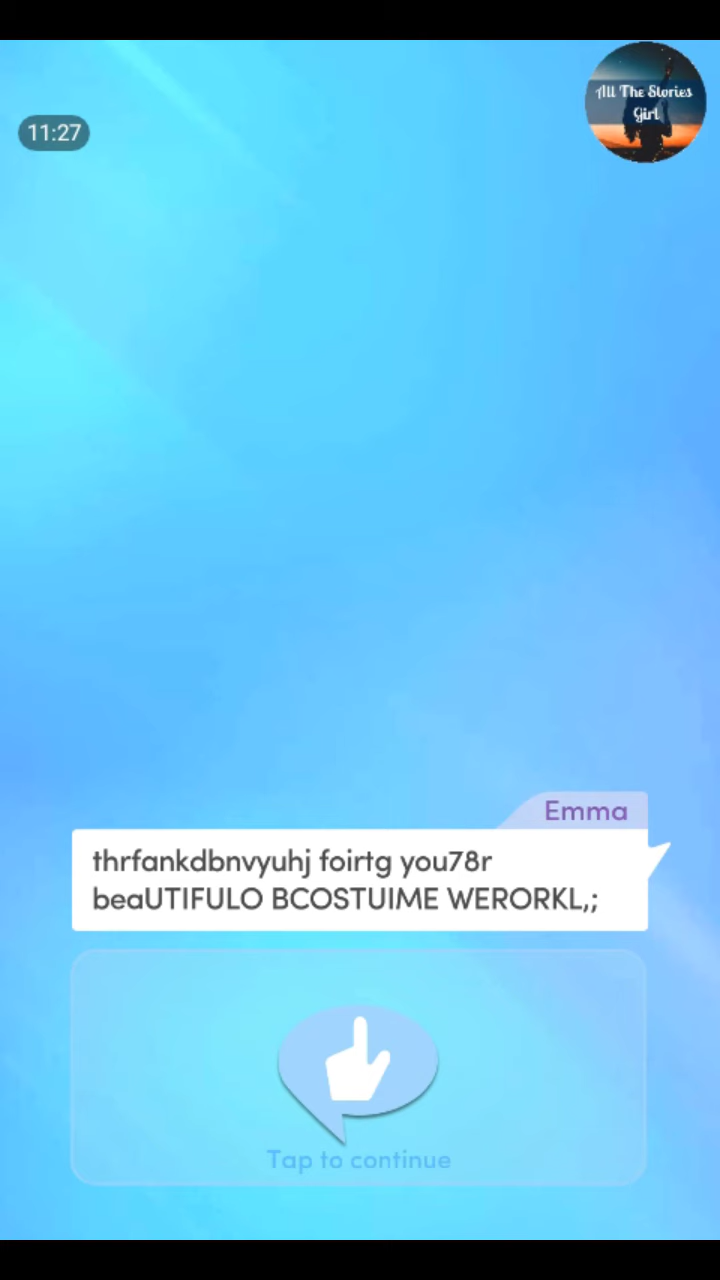 All The Stories
Girl
11:27
Emma
thrfankdbnvyuhj foirtg you78r
beaUTIFULO BCOSTUIME WERORKL,;
Tap to continue